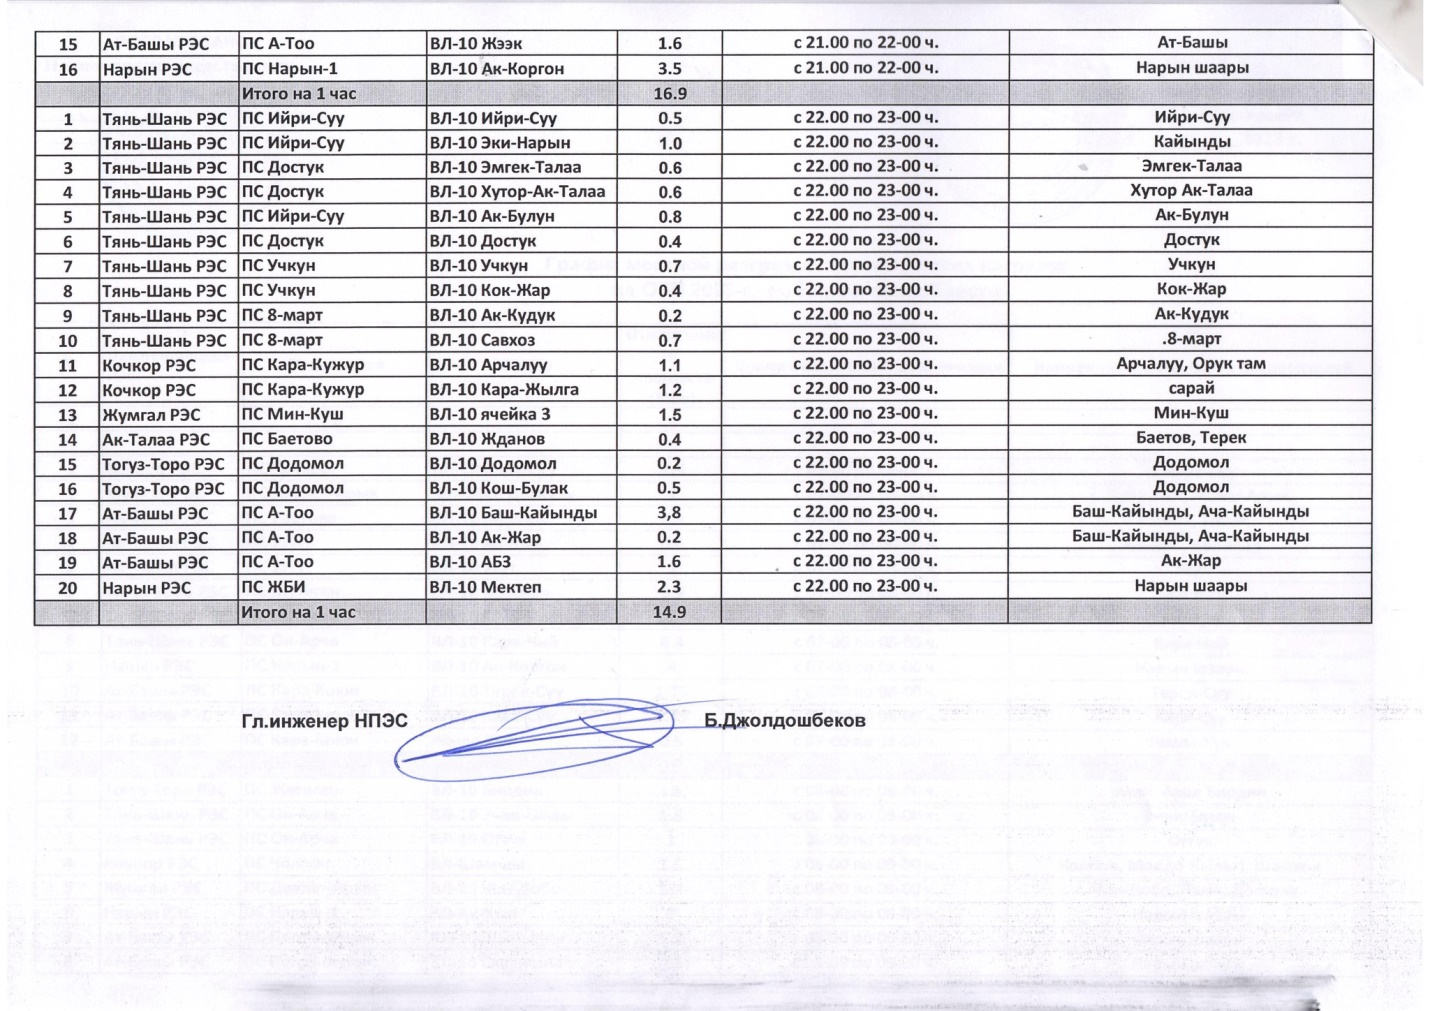 15 Ат-Башы РЭС ПС А-Тоо ВЛ-10 Жээк 1.6 с 21.00 по 22-00 ч. Ат-Башы
16 Нарын РЭС ПС Нарын-1 ВЛ-10 Ак-Коргон 3.5 с 21.00 по 22-00 ч. Нарын шаары
Итого на 1 час 16.9
1 Тянь-Шань РЭС ПС Ийри-Суу ВЛ-10 Ийри-Суу 0.5 с 22.00 по 23-00 ч. Ийри-Суу
2 Тянь-Шань РЭС ПС Ийри-Суу ВЛ-10 Эки-Нарын 1.0 с 22.00 по 23-00 ч. Кайынды
3 Тянь-Шань РЭС ПС Достук ВЛ-10 Эмгек-Талаа 0.6 с 22.00 по 23-00 ч. Эмгек-Талаа
4 Тянь-Шань РЭС ПС Достук ВЛ-10 Хутор-Ак-Талаа 0.6 с 22.00 по 23-00 ч. Хутор Ак-Талаа
5 Тянь-Шань РЭС ПС Ийри-Суу ВЛ-10 Ак-Булун 0.8 с 22.00 по 23-00 ч. Ак-Булун
6 Тянь-Шань РЭС ПС Достук ВЛ-10 Достук 0.4 с 22.00 по 23-00 ч. Достук
7 Тянь-Шань РЭС ПС Учкун ВЛ-10 Учкун 0.7 с 22.00 по 23-00 ч. Учкун
8 Тянь-Шань РЭС ПС Учкун ВЛ-10 Кок-Жар 0.4 с 22.00 по 23-00 ч. Кок-Жар
9 Тянь-Шань РЭС ПС 8-март ВЛ-10 Ак-Кудук 0.2 с 22.00 по 23-00 ч. Ак-Кудук
10 Тянь-Шань РЭС ПС 8-март ВЛ-10 Савхоз 0.7 с 22.00 по 23-00 ч. .8-март
11 Кочкор РЭС ПС Кара-Кужур ВЛ-10 Арчалуу 1.1 с 22.00 по 23-00 ч. Арчалуу, Орук там
12 Кочкор РЭС ПС Кара-Кужур ВЛ-10 Кара-Жылга 1.2 с 22.00 по 23-00 ч. сарай
13 Жумгал РЭС ПС Мин-Куш ВЛ-10 ячейка 3 1.5 с 22.00 по 23-00 ч. Мин-Куш
14 Ак-Талаа РЭС ПС Баетово ВЛ-10 Жданов 0.4 с 22.00 по 23-00 ч. Баетов, Терек
15 Тогуз-Торо РЭС ПС Додомол ВЛ-10 Додомол 0.2 с 22.00 по 23-00 ч. Додомол
16 Тогуз-Торо РЭС ПС Додомол ВЛ-10 Кош-Булак 0.5 с 22.00 по 23-00 ч. Додомол
17 Ат-Башы РЭС ПС А-Тоо ВЛ-10 Баш-Кайынды 3,8 с 22.00 по 23-00 ч. Баш-Кайынды, Ача-Кайынды
18 Ат-Башы РЭС ПС А-Тоо ВЛ-10 Ак-Жар 0.2 с 22.00 по 23-00 ч. Баш-Кайынды, Ача-Кайынды
19 Ат-Башы РЭС ПС А-Тоо ВЛ-10 АБЗ 1.6 с 22.00 по 23-00 ч. Ак-Жар
20 Нарын РЭС ПС ЖБИ ВЛ-10 Мектеп 2.3 с 22.00 по 23-00 ч. Нарын шаары
Итого на 1 час 14.9
Гл.инженер НПЭС Б.Джолдошбеков